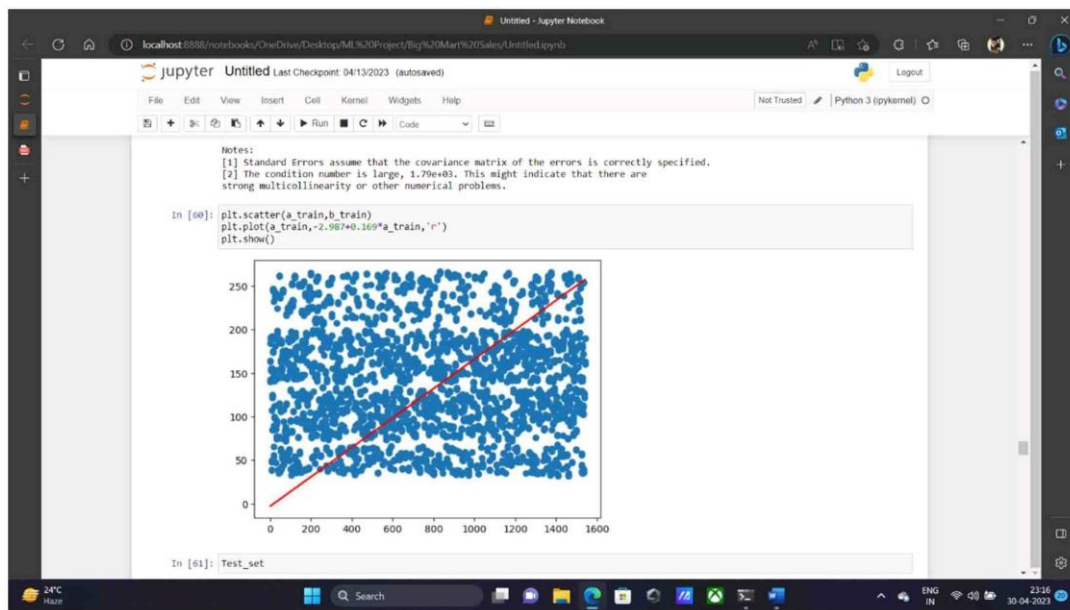 Untitled - Jupyter Notebook
localhost:8888/notebooks/OneDrive/Desktop/ML%20Project/Big%20Mart%20Sales/Untitled.ipynb
jupyter Untitled Last Checkpoint: 04/13/2023 (autosaved)
Logout
File Edit View Insert Cell Kernel Widgets Help
Not Trusted Python 3 (ipykernel)
Run Code
Notes:
[1] Standard Errors assume that the covariance matrix of the errors is correctly specified.
[2] The condition number is large, 1.79e+03. This might indicate that there are
strong multicollinearity or other numerical problems.
In [60]: plt.scatter(a_train,b_train)
plt.plot(a_train,-2.987+0.169*a_train,'r')
plt.show()
250
200
150
100
50
0
0 200 400 600 800 1000 1200 1400 1600
In [61]: Test_set
24°C
Haze
Search
ENG
IN
23:16
30-04-2023